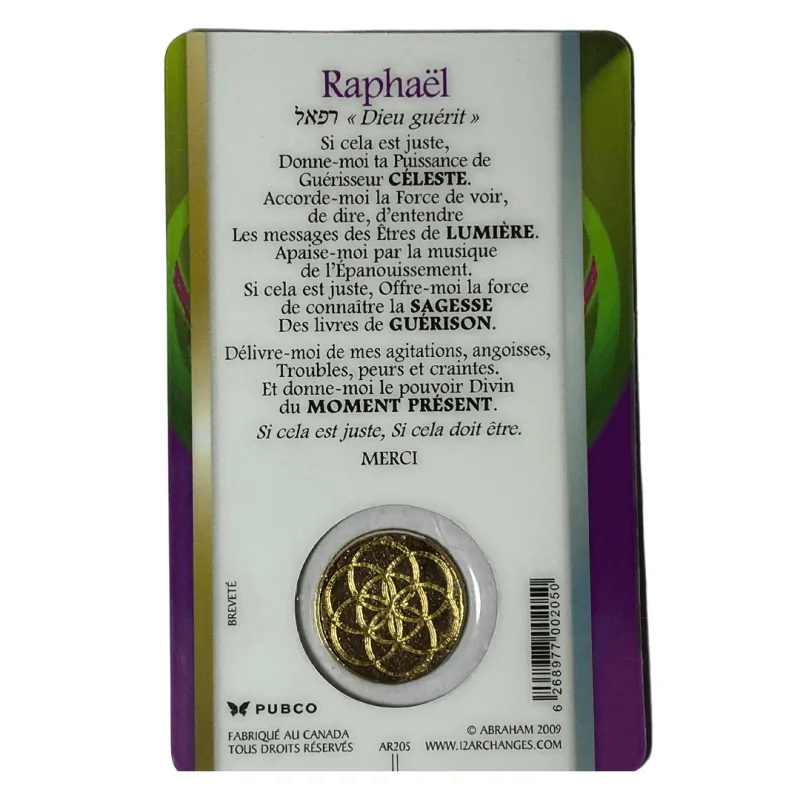 Raphaël
רפאל « Dieu guérit »
Si cela est juste,
Donne-moi ta Puissance de
Guérisseur CÉLESTE.
Accorde-moi la Force de voir,
de dire, d'entendre
Les messages des Êtres de LUMIÈRE.
Apaise-moi par la musique
de l'Épanouissement.
Si cela est juste, Offre-moi la force
de connaître la SAGESSE
Des livres de GUÉRISON.
Délivre-moi de mes agitations, angoisses,
Troubles, peurs et craintes.
Et donne-moi le pouvoir Divin
du MOMENT PRÉSENT.
Si cela est juste, Si cela doit être.
MERCI
BREVETÉ
6 268977 002050
PUBCO
FABRIQUÉ AU CANADA
TOUS DROITS RÉSERVÉS
AR205
© ABRAHAM 2009
WWW.12ARCHANGES.COM